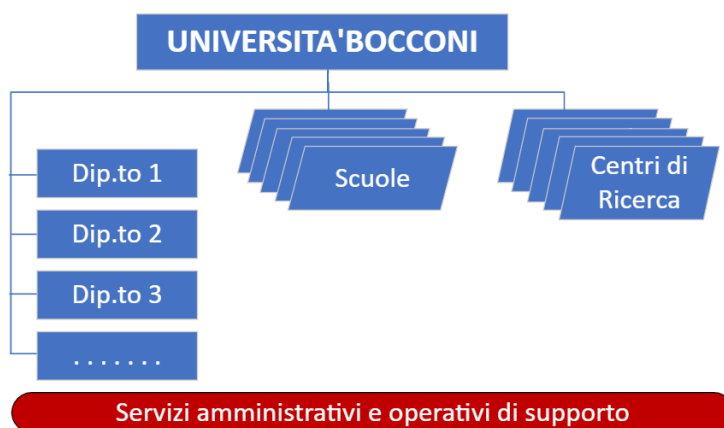 UNIVERSITA'BOCCONI
Scuole
Centri di
Ricerca
Dip.to 1
Dip.to 2
Dip.to 3
. . . . . . .
Servizi amministrativi e operativi di supporto